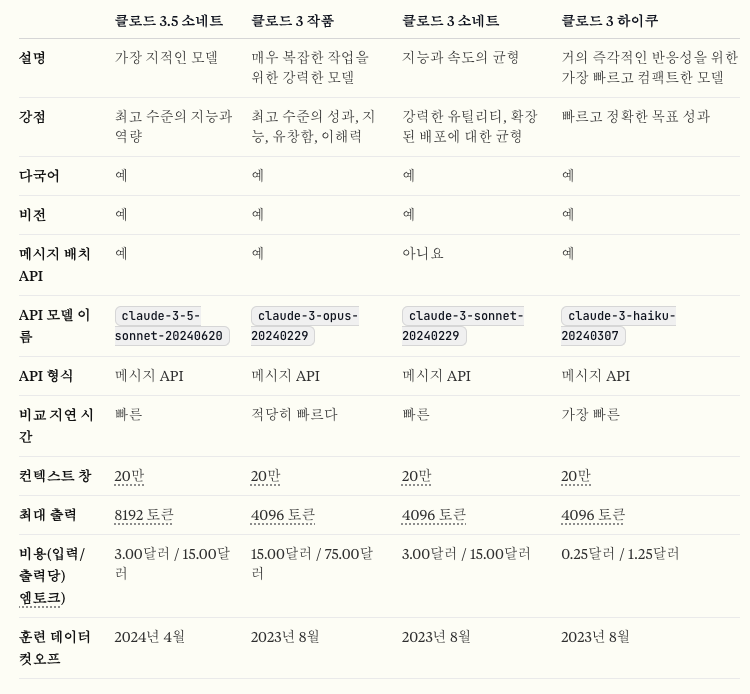 클로드 3.5 소네트 클로드 3 작품 클로드 3 소네트 클로드 3 하이쿠
설명 가장 지적인 모델 매우 복잡한 작업을 지능과 속도의 균형 거의 즉각적인 반응성을 위한
위한 강력한 모델 가장 빠르고 컴팩트한 모델
강점 최고 수준의 지능과 최고 수준의 성과, 지 강력한 유틸리티, 확장 빠르고 정확한 목표 성과
역량 능, 유창함, 이해력 된 배포에 대한 균형
다국어 예 예 예 예
비전 예 예 예 예
메시지 배치 예 예 아니요 예
API
API 모델 이 claude-3-5- claude-3-opus- claude-3-sonnet- claude-3-haiku-
름 sonnet-20240620 20240229 20240229 20240307
API 형식 메시지 API 메시지 API 메시지 API 메시지 API
비교 지연 시 빠른 적당히 빠르다 빠른 가장 빠른
간
컨텍스트 창 20만 20만 20만 20만
최대 출력 8192 토큰 4096 토큰 4096 토큰 4096 토큰
비용(입력/ 3.00달러 / 15.00달 15.00달러 / 75.00달 3.00달러 / 15.00달러 0.25달러 / 1.25달러
출력당) 러 러
엠토크)
훈련 데이터 2024년 4월 2023년 8월 2023년 8월 2023년 8월
컷오프